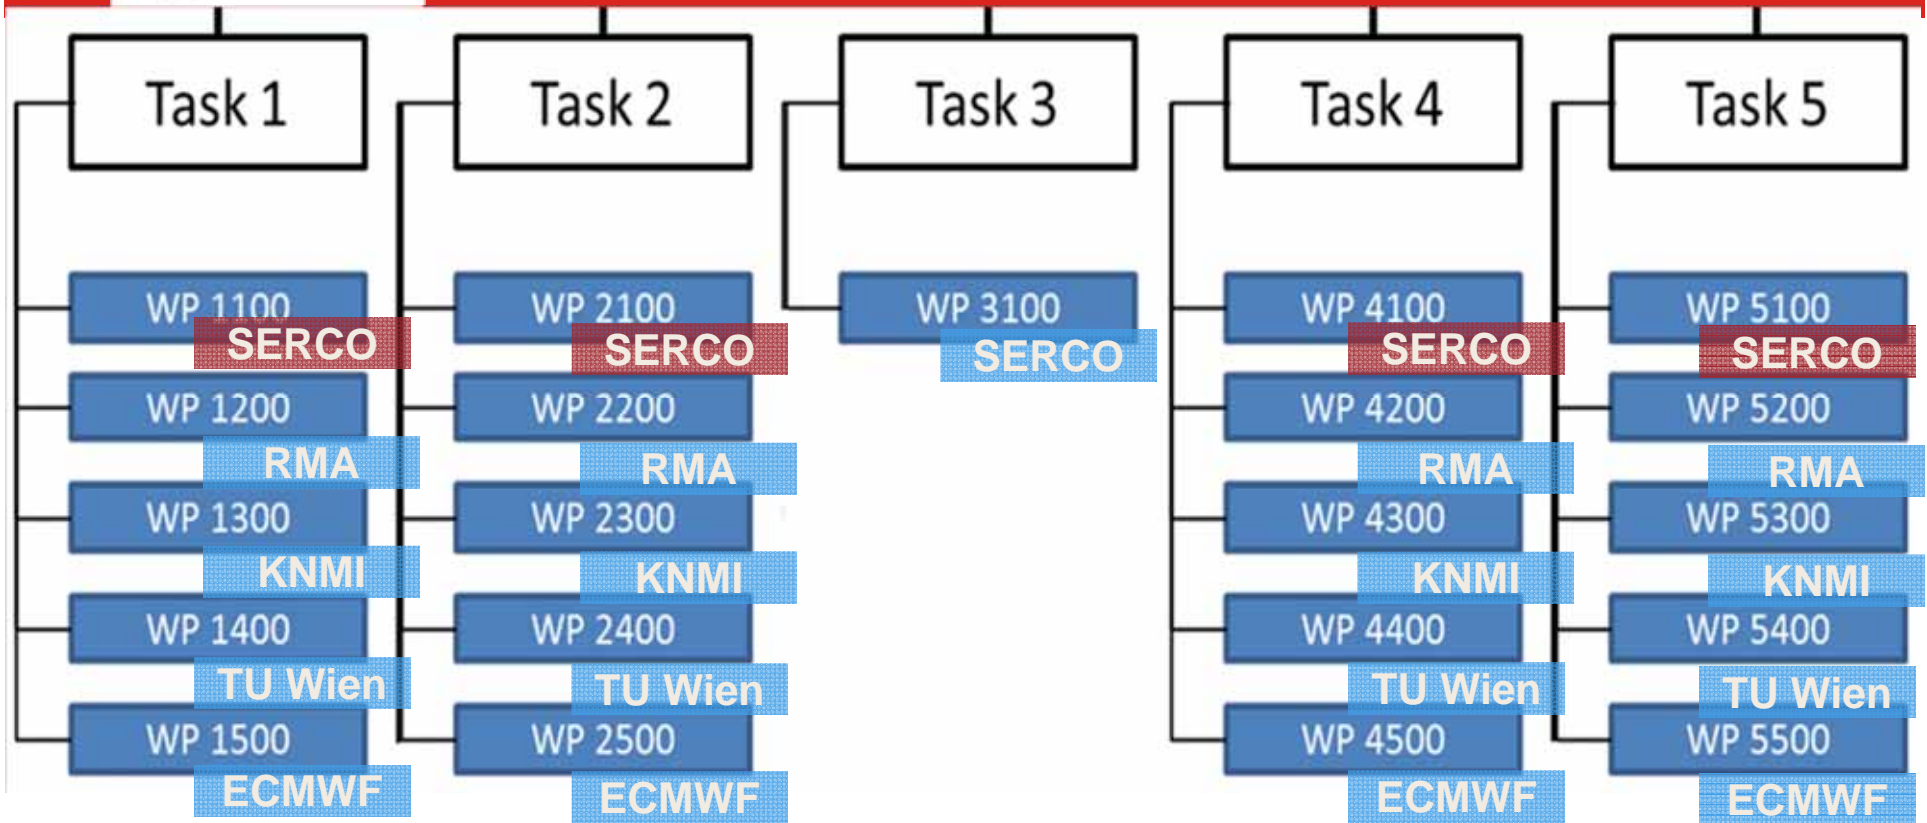 Task 1
Task 2
Task 3
Task 4
Task 5
WP 1100
WP 2100
WP 3100
WP 4100
WP 5100
SERCO
SERCO
SERCO
SERCO
SERCO
WP 1200
WP 2200
WP 4200
WP 5200
RMA
RMA
RMA
RMA
WP 1300
WP 2300
WP 4300
WP 5300
KNMI
KNMI
KNMI
KNMI
WP 1400
WP 2400
WP 4400
WP 5400
TU Wien
TU Wien
TU Wien
TU Wien
WP 1500
WP 2500
WP 4500
WP 5500
ECMWF
ECMWF
ECMWF
ECMWF